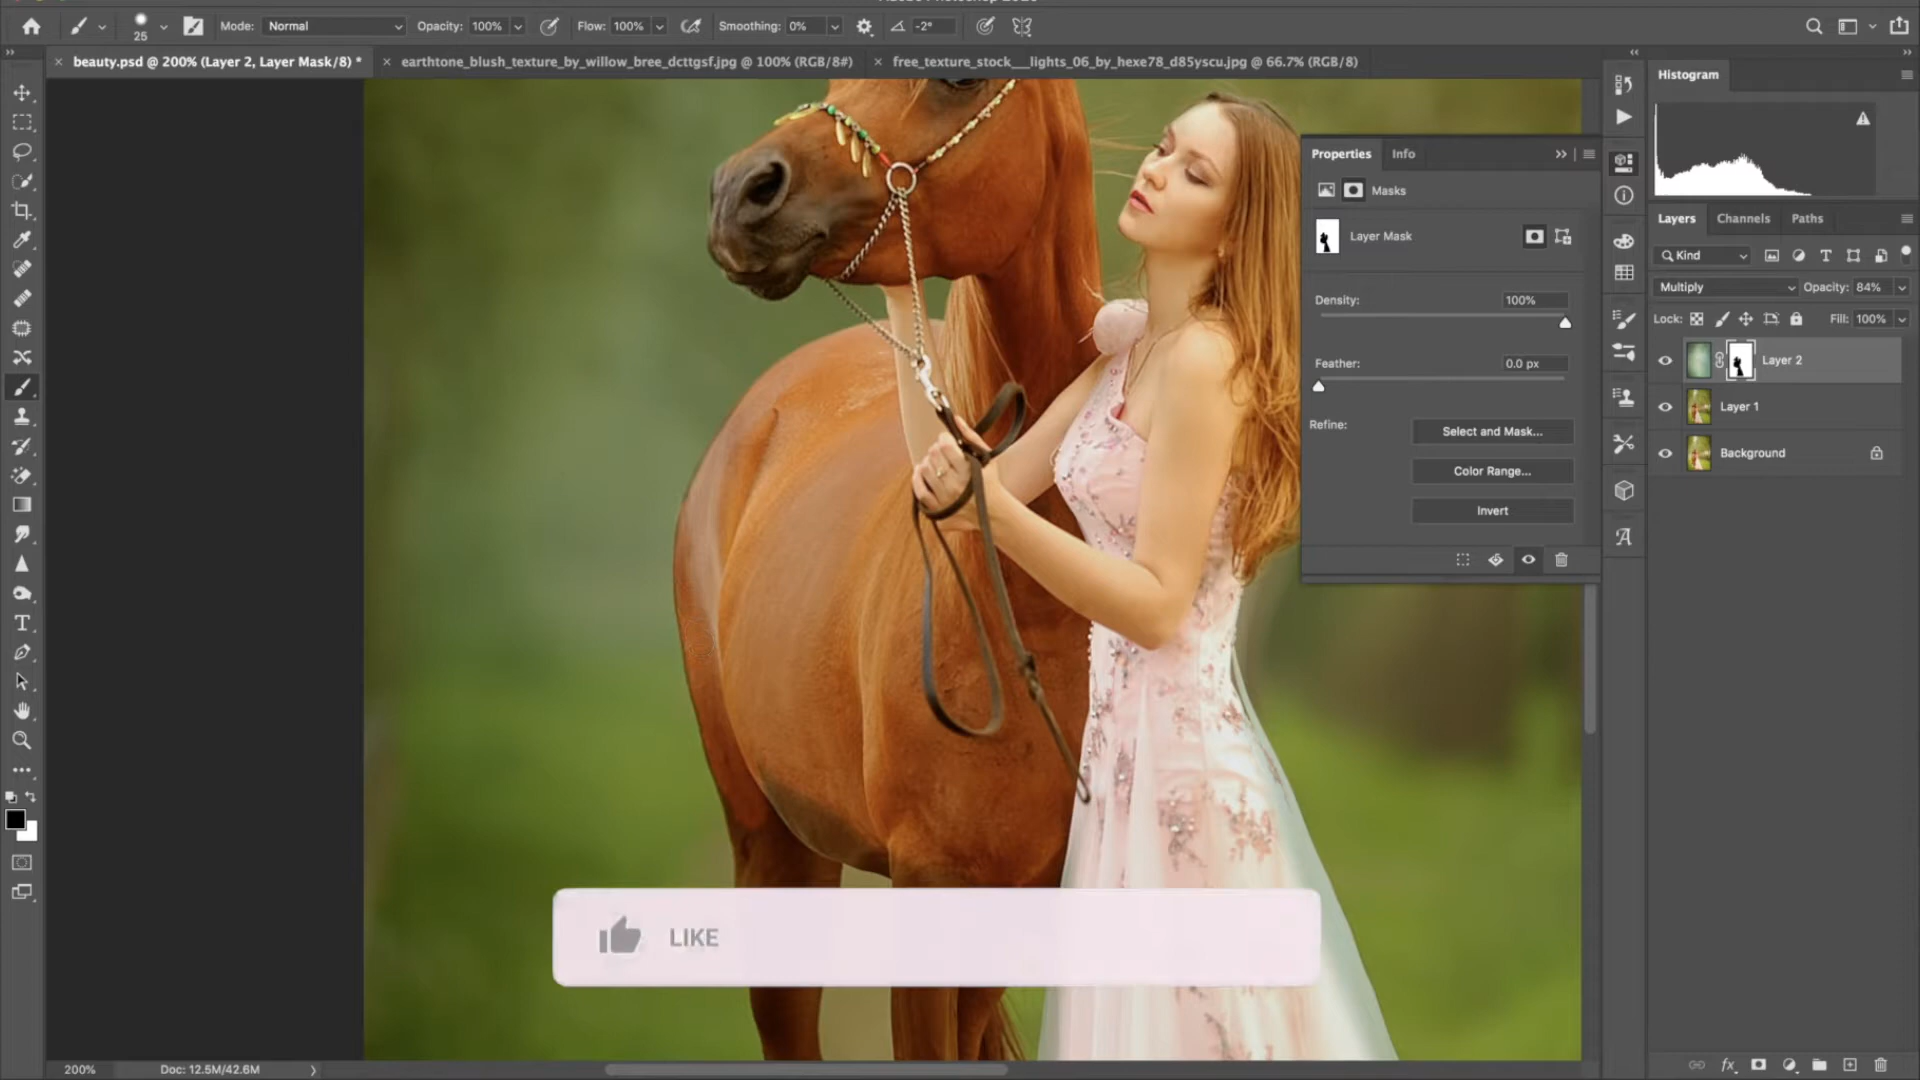 25
Mode: Normal
Opacity: 100%
Flow: 100%
Smoothing: 0%
-2°
beauty.psd @ 200% (Layer 2, Layer Mask/8) *
earthtone_blush_texture_by_willow_bree_dcttgsf.jpg @ 100% (RGB/8#)
free_texture_stock___lights_06_by_hexe78_d85yscu.jpg @ 66.7% (RGB/8)
Histogram
Properties
Info
Masks
Layer Mask
Density: 100%
Feather: 0.0 px
Refine:
Select and Mask...
Color Range...
Invert
Layers
Channels
Paths
Kind
Multiply
Opacity: 84%
Lock:
Fill: 100%
Layer 2
Layer 1
Background
LIKE
200%
Doc: 12.5M/42.6M